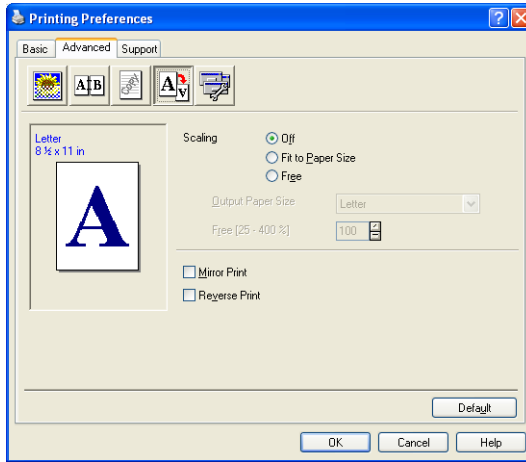 Printing Preferences
Basic Advanced Support
A B
Copy
A A
Letter
8 ½ x 11 in
A
Scaling
Off
Fit to Paper Size
Free
Output Paper Size Letter
Free [25 - 400 %] 100
Mirror Print
Reverse Print
Default
OK Cancel Help